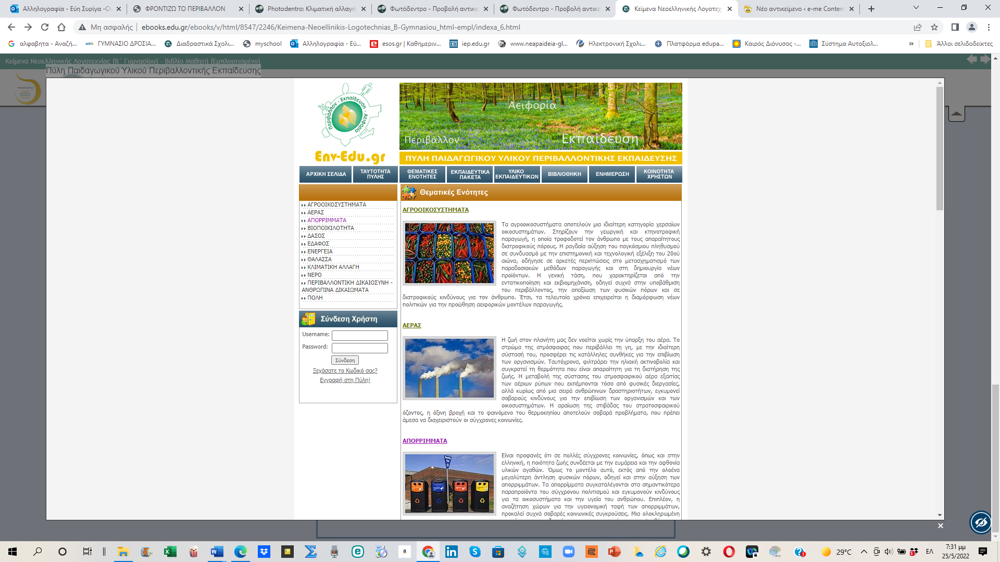 Αλληλογραφία - Εύη Συρίγα -Ou
ΦΡΟΝΤΙΖΩ ΤΟ ΠΕΡΙΒΑΛΛΟΝ
Photodentro: Κλιματική αλλαγή
Φωτόδεντρο - Προβολή αντικει
Φωτόδεντρο - Προβολή αντικε
Κείμενα Νεοελληνικής Λογοτεχ
Νέο αντικείμενο ‹ e-me Conten
Μη ασφαλής
ebooks.edu.gr/ebooks/v/html/8547/2246/Keimena-Neoellinikis-Logotechnias_B-Gymnasiou_html-empl/indexa_6.html
αλφαβητα - Αναζή...
ΓΥΜΝΑΣΙΟ ΔΡΟΣΙΑ...
Διαδραστικά Σχολι...
myschool
Αλληλογραφία - Εύ...
esos.gr | Καθημεριν...
iep.edu.gr
www.neapaideia-gl...
Ηλεκτρονική Σχολι...
Πλατφόρμα edupa...
Καιρός Διόνυσος -...
Σύστημα Αυτοξιολ...
»
Άλλοι σελιδοδείκτες
Κείμενα Νεοελληνικής Λογοτεχνίας (Β΄ Γυμνασίου) - Βιβλίο Μαθητή (Εμπλουτισμένο)
Πύλη Παιδαγωγικού Υλικού Περιβαλλοντικής Εκπαίδευσης
Περιβάλλον - Εκπαίδευση - Αειφορία
Env-Edu.gr
Αειφορία
Περιβάλλον
Εκπαίδευση
ΠΥΛΗ ΠΑΙΔΑΓΩΓΙΚΟΥ ΥΛΙΚΟΥ ΠΕΡΙΒΑΛΛΟΝΤΙΚΗΣ ΕΚΠΑΙΔΕΥΣΗΣ
ΑΡΧΙΚΗ ΣΕΛΙΔΑ
ΤΑΥΤΟΤΗΤΑ
ΠΥΛΗΣ
ΘΕΜΑΤΙΚΕΣ
ΕΝΟΤΗΤΕΣ
ΕΚΠΑΙΔΕΥΤΙΚΑ
ΠΑΚΕΤΑ
ΥΛΙΚΟ
ΕΚΠΑΙΔΕΥΤΙΚΩΝ
ΒΙΒΛΙΟΘΗΚΗ
ΕΝΗΜΕΡΩΣΗ
ΚΟΙΝΟΤΗΤΑ
ΧΡΗΣΤΩΝ
ΑΓΡΟΟΙΚΟΣΥΣΤΗΜΑΤΑ
ΑΕΡΑΣ
ΑΠΟΡΡΙΜΜΑΤΑ
ΒΙΟΠΟΙΚΙΛΟΤΗΤΑ
ΔΑΣΟΣ
ΕΔΑΦΟΣ
ΕΝΕΡΓΕΙΑ
ΘΑΛΑΣΣΑ
ΚΛΙΜΑΤΙΚΗ ΑΛΛΑΓΗ
ΝΕΡΟ
ΠΕΡΙΒΑΛΛΟΝΤΙΚΗ ΔΙΚΑΙΟΣΥΝΗ -
ΑΝΘΡΩΠΙΝΑ ΔΙΚΑΙΩΜΑΤΑ
ΠΟΛΗ
Σύνδεση Χρήστη
Username:
Password:
Σύνδεση
Ξεχάσατε το Κωδικό σας?
Εγγραφή στη Πύλη!
Θεματικές Ενότητες
ΑΓΡΟΟΙΚΟΣΥΣΤΗΜΑΤΑ
Τα αγροοικοσυστήματα αποτελούν μια ιδιαίτερη κατηγορία χερσαίων
οικοσυστημάτων. Στηρίζουν την γεωργική και κτηνοτροφική
παραγωγή, η οποία τροφοδοτεί τον άνθρωπο με τους απαραίτητους
διατροφικούς πόρους. Η ραγδαία αύξηση του παγκόσμιου πληθυσμού
σε συνδυασμό με την επιστημονική και τεχνολογική εξέλιξη του 20ού
αιώνα, οδήγησε σε αρκετές περιπτώσεις στο μετασχηματισμό των
παραδοσιακών μεθόδων παραγωγής και στη δημιουργία νέων
προϊόντων. Η γενική τάση, που χαρακτηρίζεται από την
εντατικοποίηση και εκβιομηχάνιση, οδηγεί συχνά στην υποβάθμιση
του περιβάλλοντος, την απαξίωση των φυσικών πόρων και σε
διατροφικούς κινδύνους για τον άνθρωπο. Έτσι, τα τελευταία χρόνια επιχειρείται η διαμόρφωση νέων
πολιτικών για την προώθηση αειφορικών μοντέλων παραγωγής.
ΑΕΡΑΣ
Η ζωή στον πλανήτη μας δεν νοείται χωρίς την ύπαρξη του αέρα. Το
στρώμα της ατμόσφαιρας που περιβάλλει τη γη, με την ιδιαίτερη
σύστασή του, προσφέρει τις κατάλληλες συνθήκες για την επιβίωση
των οργανισμών. Ταυτόχρονα, φιλτράρει την ηλιακή ακτινοβολία και
συγκρατεί τη θερμότητα που είναι απαραίτητη για τη διατήρηση της
ζωής. Η μεταβολή της σύστασης του ατμοσφαιρικού αέρα εξαιτίας
των αέριων ρύπων που εκπέμπονται τόσο από φυσικές διεργασίες,
αλλά κυρίως από μια σειρά ανθρώπινων δραστηριοτήτων, εγκυμονεί
σοβαρούς κινδύνους για την επιβίωση των οργανισμών και των
οικοσυστημάτων. Η αραίωση της στιβάδας του στρατοσφαιρικού
όζοντος, η όξινη βροχή και το φαινόμενο του θερμοκηπίου αποτελούν σοβαρά προβλήματα, που πρέπει
άμεσα να διαχειριστούν οι σύγχρονες κοινωνίες.
ΑΠΟΡΡΙΜΜΑΤΑ
Είναι προφανές ότι σε πολλές σύγχρονες κοινωνίες, όπως και στην
ελληνική, η ποιότητα ζωής συνδέεται με την ευμάρεια και την αφθονία
υλικών αγαθών. Όμως το μοντέλο αυτό, εκτός από την ολοένα
μεγαλύτερη άντληση φυσικών πόρων, οδηγεί και στην αύξηση των
απορριμμάτων. Τα απορρίμματα συγκαταλέγονται στα σημαντικότερα
παραπροϊόντα του σύγχρονου πολιτισμού και εγκυμονούν κινδύνους
για τα οικοσυστήματα και την υγεία του ανθρώπου. Επιπλέον, η
αναζήτηση χώρων για την υγειονομική ταφή των απορριμμάτων,
προκαλεί συχνά σοβαρές κοινωνικές συγκρούσεις. Μια ολοκληρωμένη
29°C
ΕΛ
7:31 μμ
25/5/2022